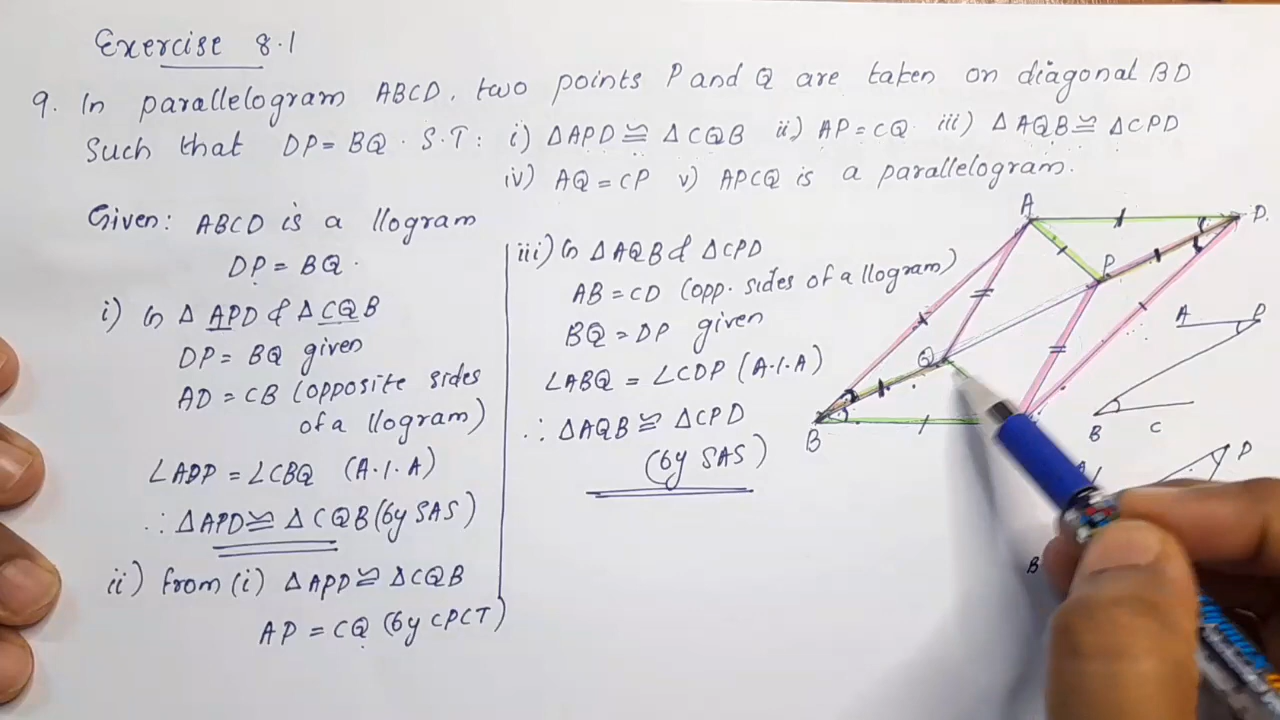 Exercise 8.1
9. In parallelogram ABCD, two points P and Q are taken on diagonal BD
Such that DP = BQ. S.T: i) ΔAPD ≅ ΔCQB ii) AP = CQ. iii) ΔAQB ≅ ΔCPD
iv) AQ = CP v) APCQ is a parallelogram.
Given: ABCD is a llogram
DP = BQ.
i) In Δ APD & Δ CQB
DP = BQ given
AD = CB (opposite sides
of a llogram)
∠ADP = ∠CBQ (A.I.A)
∴ ΔAPD ≅ ΔCQB (by SAS)
ii) from (i) ΔAPD ≅ ΔCQB
AP = CQ (by CPCT)
iii) In ΔAQB & ΔCPD
AB = CD (opp. sides of a llogram)
BQ = DP given
∠ABQ = ∠CDP (A.I.A)
∴ ΔAQB ≅ ΔCPD
(by SAS)
A
D.
P
Q
B
A
D
B
C
D
B